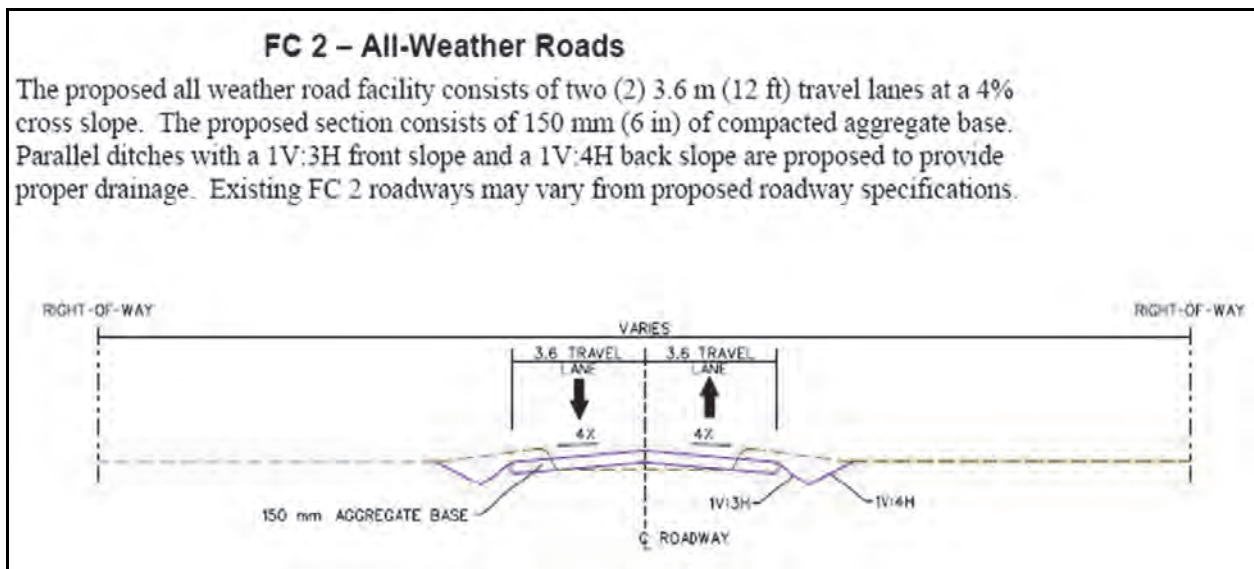 FC 2 – All-Weather Roads
The proposed all weather road facility consists of two (2) 3.6 m (12 ft) travel lanes at a 4%
cross slope.  The proposed section consists of 150 mm (6 in) of compacted aggregate base.
Parallel ditches with a 1V:3H front slope and a 1V:4H back slope are proposed to provide
proper drainage.  Existing FC 2 roadways may vary from proposed roadway specifications.
RIGHT-OF-WAY
RIGHT-OF-WAY
VARIES
3.6 TRAVEL
LANE
3.6 TRAVEL
LANE
4%
4%
1V:3H
1V:4H
150 mm AGGREGATE BASE
℄ ROADWAY